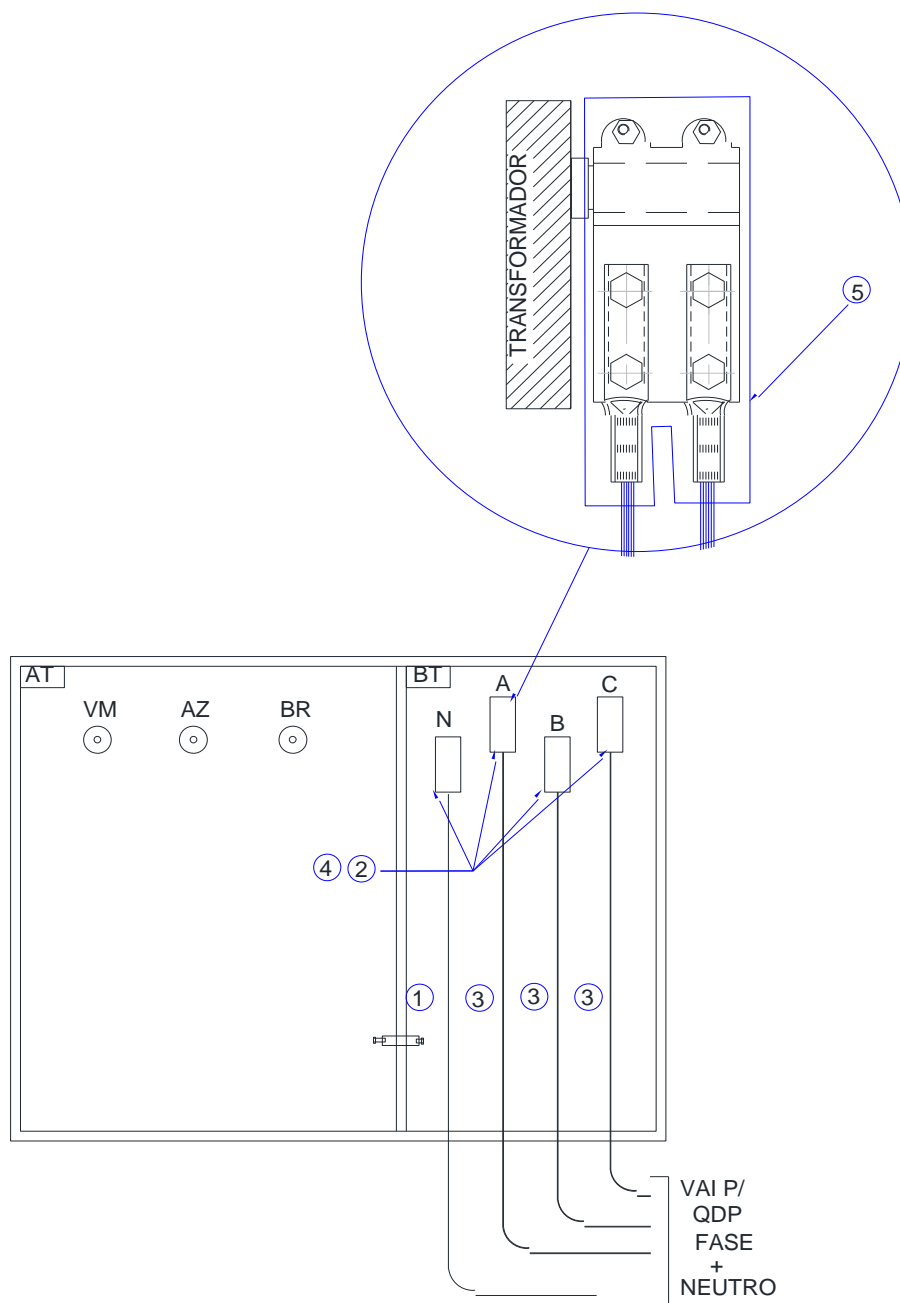 TRANSFORMADOR
5
AT
BT
VM
AZ
BR
N
A
B
C
4
2
1
3
3
3
VAI P/
QDP
FASE
+
NEUTRO